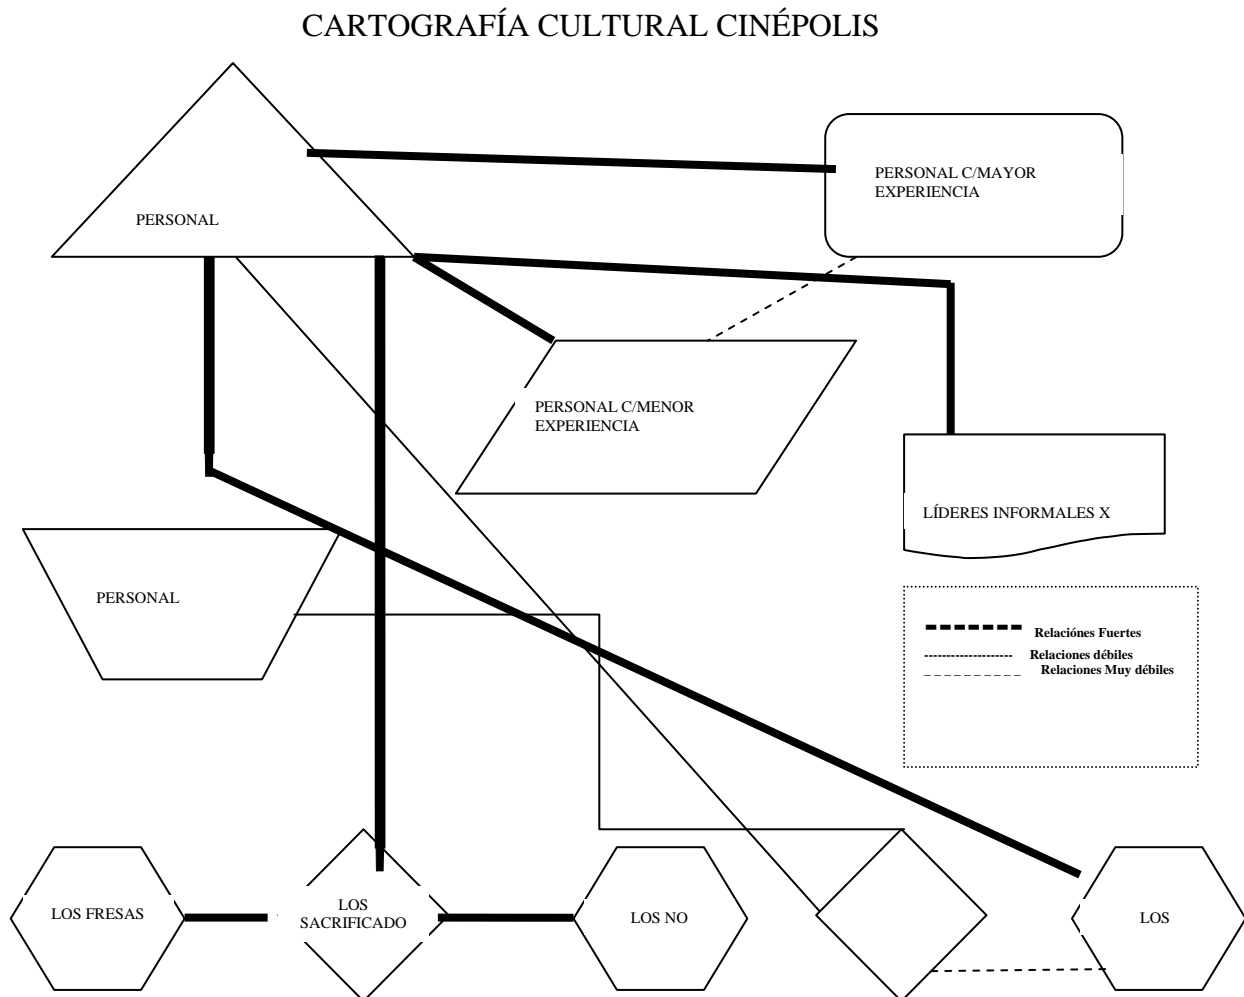 CARTOGRAFÍA CULTURAL CINÉPOLIS
PERSONAL C/MAYOR
EXPERIENCIA
PERSONAL
PERSONAL C/MENOR
EXPERIENCIA
LÍDERES INFORMALES X
PERSONAL
Relaciónes Fuertes
Relaciones débiles
Relaciones Muy débiles
LOS FRESAS
LOS
SACRIFICADO
LOS NO
LOS